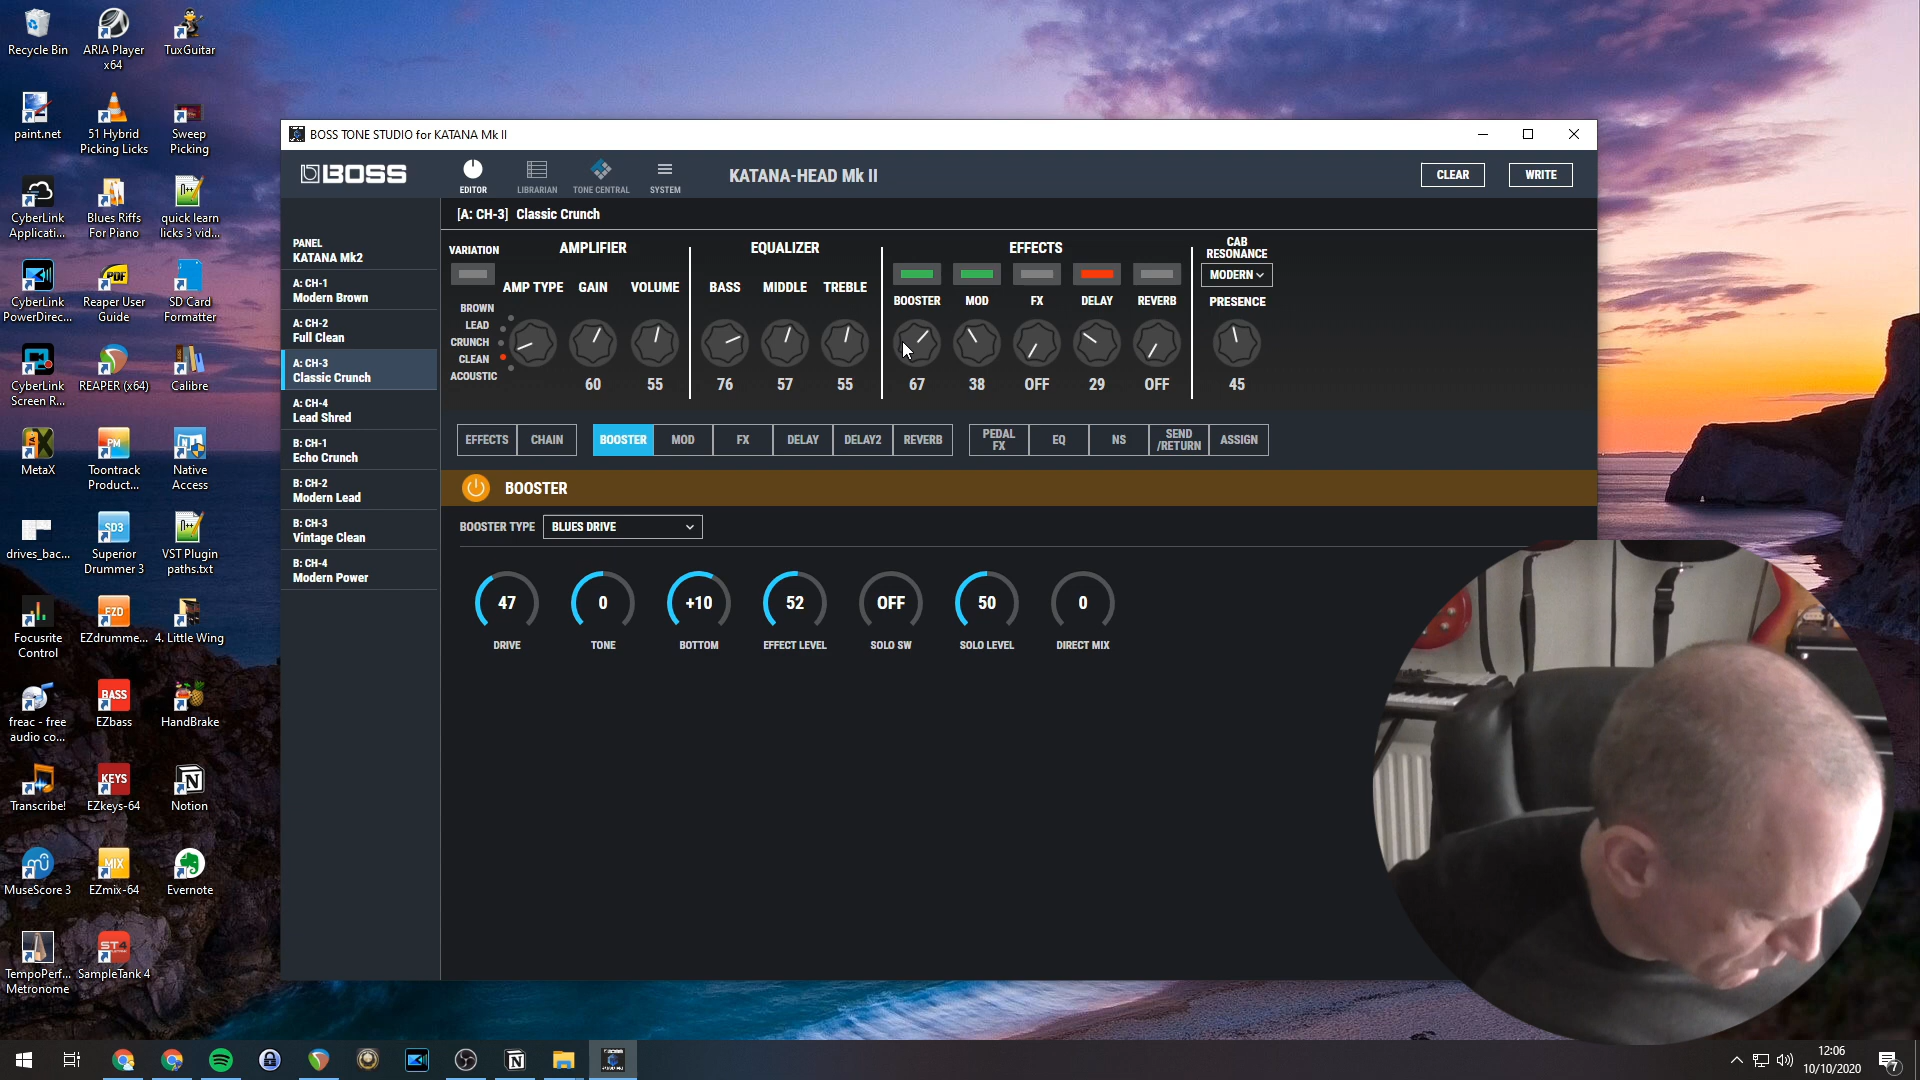 Recycle Bin
ARIA Player
x64
TuxGuitar
paint.net
51 Hybrid
Picking Licks
Sweep
Picking
CyberLink
Applicati...
Blues Riffs
For Piano
quick learn
licks 3 vid...
CyberLink
PowerDirec...
Reaper User
Guide
SD Card
Formatter
CyberLink
Screen R...
REAPER (x64)
Calibre
MetaX
Toontrack
Product...
Native
Access
drives_bac...
Superior
Drummer 3
VST Plugin
paths.txt
Focusrite
Control
EZdrumme...
4. Little Wing
freac - free
audio co...
EZbass
HandBrake
Transcribe!
EZkeys-64
Notion
MuseScore 3
EZmix-64
Evernote
TempoPerf...
Metronome
SampleTank 4
BOSS TONE STUDIO for KATANA Mk II
BOSS
EDITOR
LIBRARIAN
TONE CENTRAL
SYSTEM
KATANA-HEAD Mk II
CLEAR
WRITE
PANEL
KATANA Mk2
A: CH-1
Modern Brown
A: CH-2
Full Clean
A: CH-3
Classic Crunch
A: CH-4
Lead Shred
B: CH-1
Echo Crunch
B: CH-2
Modern Lead
B: CH-3
Vintage Clean
B: CH-4
Modern Power
[A: CH-3] Classic Crunch
VARIATION
AMPLIFIER
EQUALIZER
EFFECTS
CAB
RESONANCE
MODERN
AMP TYPE
GAIN
VOLUME
BASS
MIDDLE
TREBLE
BOOSTER
MOD
FX
DELAY
REVERB
PRESENCE
BROWN
LEAD
CRUNCH
CLEAN
ACOUSTIC
60
55
76
57
55
67
38
OFF
29
OFF
45
EFFECTS
CHAIN
BOOSTER
MOD
FX
DELAY
DELAY2
REVERB
PEDAL
FX
EQ
NS
SEND
/RETURN
ASSIGN
BOOSTER
BOOSTER TYPE
BLUES DRIVE
47
0
+10
52
OFF
50
0
DRIVE
TONE
BOTTOM
EFFECT LEVEL
SOLO SW
SOLO LEVEL
DIRECT MIX
12:06
10/10/2020
7